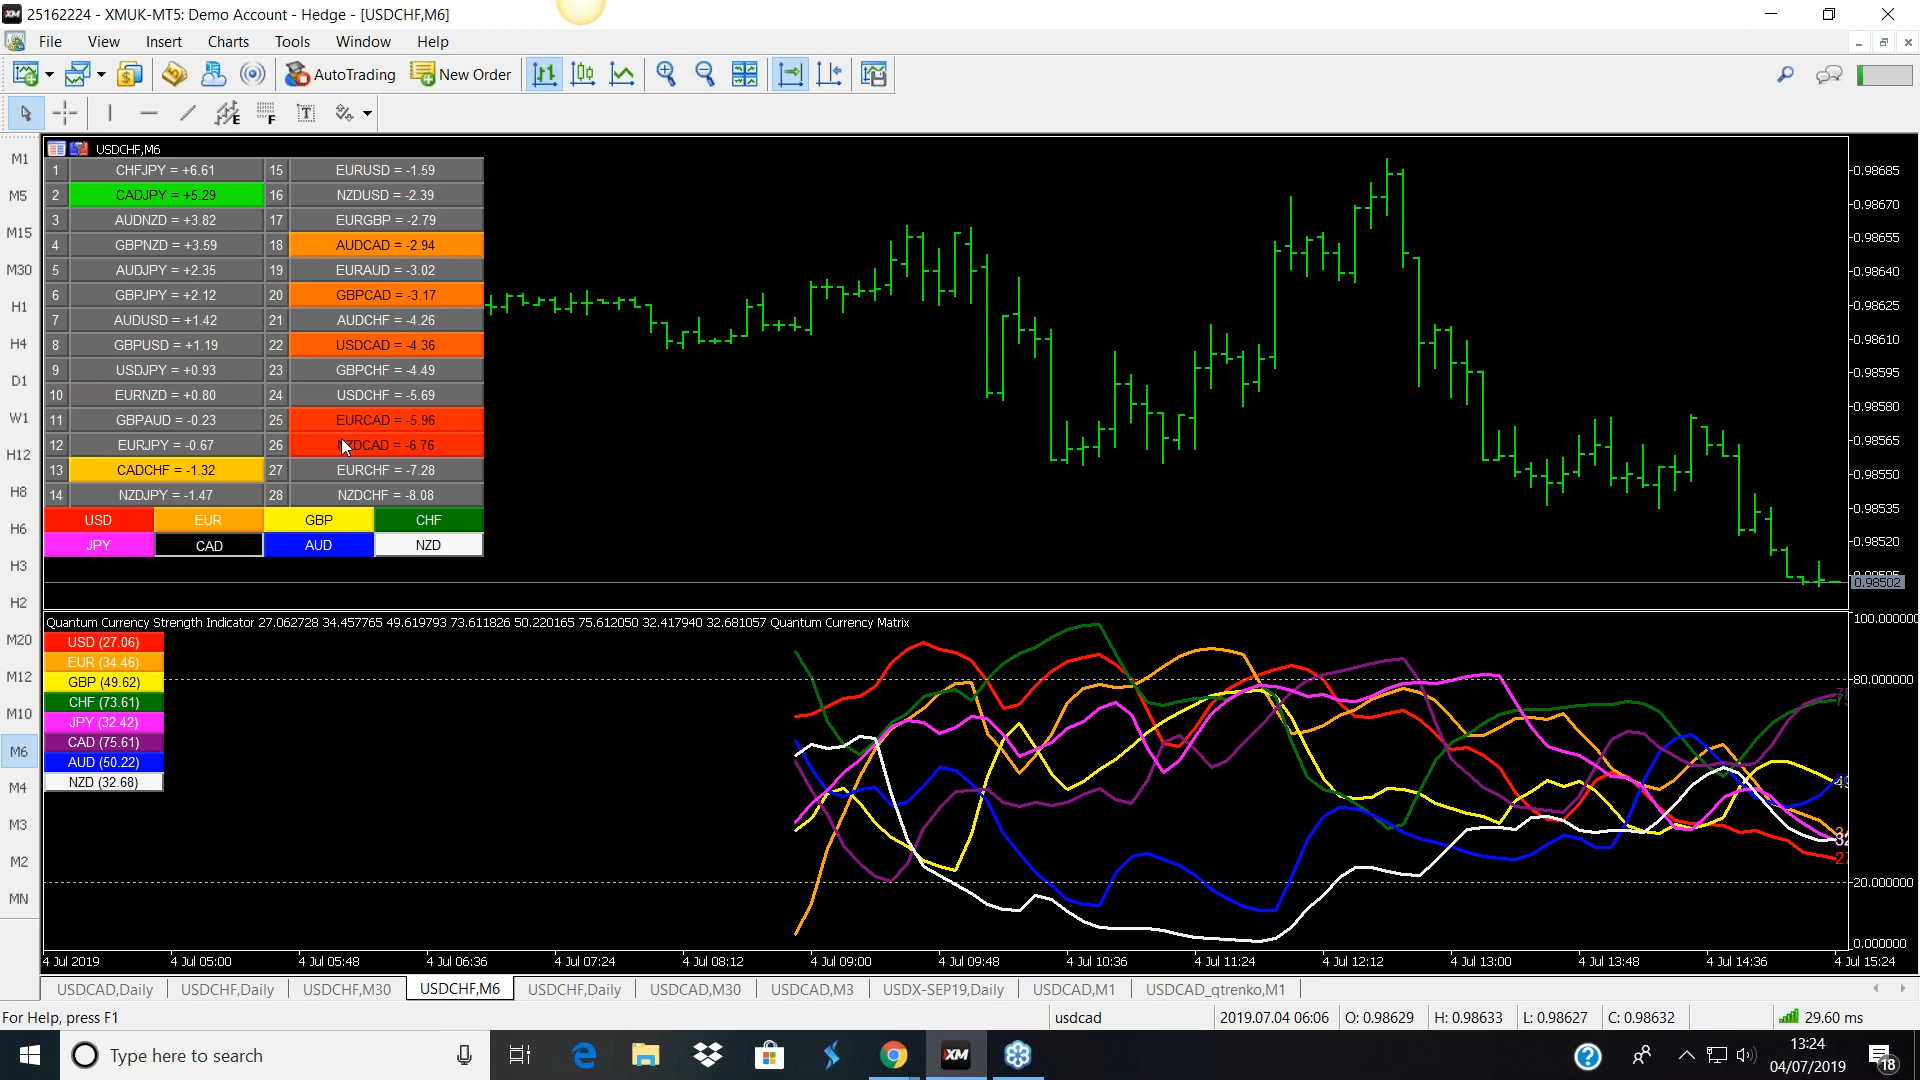 25162224 - XMUK-MT5: Demo Account - Hedge - [USDCHF,M6]
File View Insert Charts Tools Window Help
AutoTrading New Order
M1
M5
M15
M30
H1
H4
D1
W1
H12
H8
H6
H3
H2
M20
M12
M10
M6
M4
M3
M2
MN
USDCHF,M6
1 CHFJPY = +6.61 15 EURUSD = -1.59
2 CADJPY = +5.29 16 NZDUSD = -2.39
3 AUDNZD = +3.82 17 EURGBP = -2.79
4 GBPNZD = +3.59 18 AUDCAD = -2.94
5 AUDJPY = +2.35 19 EURAUD = -3.02
6 GBPJPY = +2.12 20 GBPCAD = -3.17
7 AUDUSD = +1.42 21 AUDCHF = -4.26
8 GBPUSD = +1.19 22 USDCAD = -4.36
9 USDJPY = +0.93 23 GBPCHF = -4.49
10 EURNZD = +0.80 24 USDCHF = -5.69
11 GBPAUD = -0.23 25 EURCAD = -5.96
12 EURJPY = -0.67 26 NZDCAD = -6.76
13 CADCHF = -1.32 27 EURCHF = -7.28
14 NZDJPY = -1.47 28 NZDCHF = -8.08
USD EUR GBP CHF
JPY CAD AUD NZD
0.98685
0.98670
0.98655
0.98640
0.98625
0.98610
0.98595
0.98580
0.98565
0.98550
0.98535
0.98520
0.98502
Quantum Currency Strength Indicator 27.062728 34.457765 49.619793 73.611826 50.220165 75.612050 32.417940 32.681057 Quantum Currency Matrix
USD (27.06)
EUR (34.46)
GBP (49.62)
CHF (73.61)
JPY (32.42)
CAD (75.61)
AUD (50.22)
NZD (32.68)
100.000000
80.000000
20.000000
0.000000
4 Jul 2019 4 Jul 05:00 4 Jul 05:48 4 Jul 06:36 4 Jul 07:24 4 Jul 08:12 4 Jul 09:00 4 Jul 09:48 4 Jul 10:36 4 Jul 11:24 4 Jul 12:12 4 Jul 13:00 4 Jul 13:48 4 Jul 14:36 4 Jul 15:24
USDCAD,Daily USDCHF,Daily USDCHF,M30 USDCHF,M6 USDCHF,Daily USDCAD,M30 USDCAD,M3 USDX-SEP19,Daily USDCAD,M1 USDCAD_qtrenko,M1
For Help, press F1 usdcad 2019.07.04 06:06 O: 0.98629 H: 0.98633 L: 0.98627 C: 0.98632 29.60 ms
Type here to search XM 13:24
04/07/2019 18